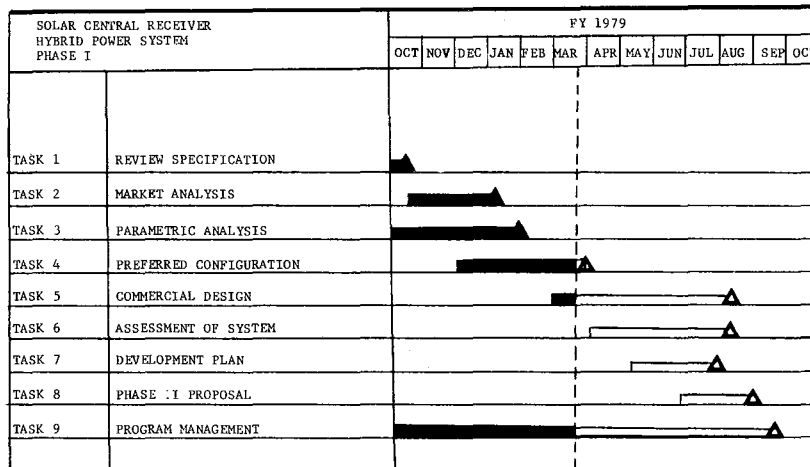 SOLAR CENTRAL RECEIVER
HYBRID POWER SYSTEM
PHASE I
FY 1979
OCT NOV DEC JAN FEB MAR APR MAY JUN JUL AUG SEP OCT
TASK 1 REVIEW SPECIFICATION
TASK 2 MARKET ANALYSIS
TASK 3 PARAMETRIC ANALYSIS
TASK 4 PREFERRED CONFIGURATION
TASK 5 COMMERCIAL DESIGN
TASK 6 ASSESSMENT OF SYSTEM
TASK 7 DEVELOPMENT PLAN
TASK 8 PHASE II PROPOSAL
TASK 9 PROGRAM MANAGEMENT